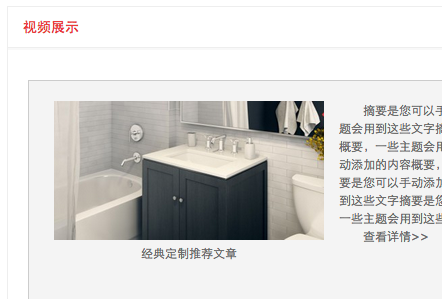 视频展示
摘要是您可以手
题会用到这些文字摘
概要，一些主题会用
动添加的内容概要，
要是您可以手动添加
到这些文字摘要是您
一些主题会用到这些
查看详情>>
经典定制推荐文章